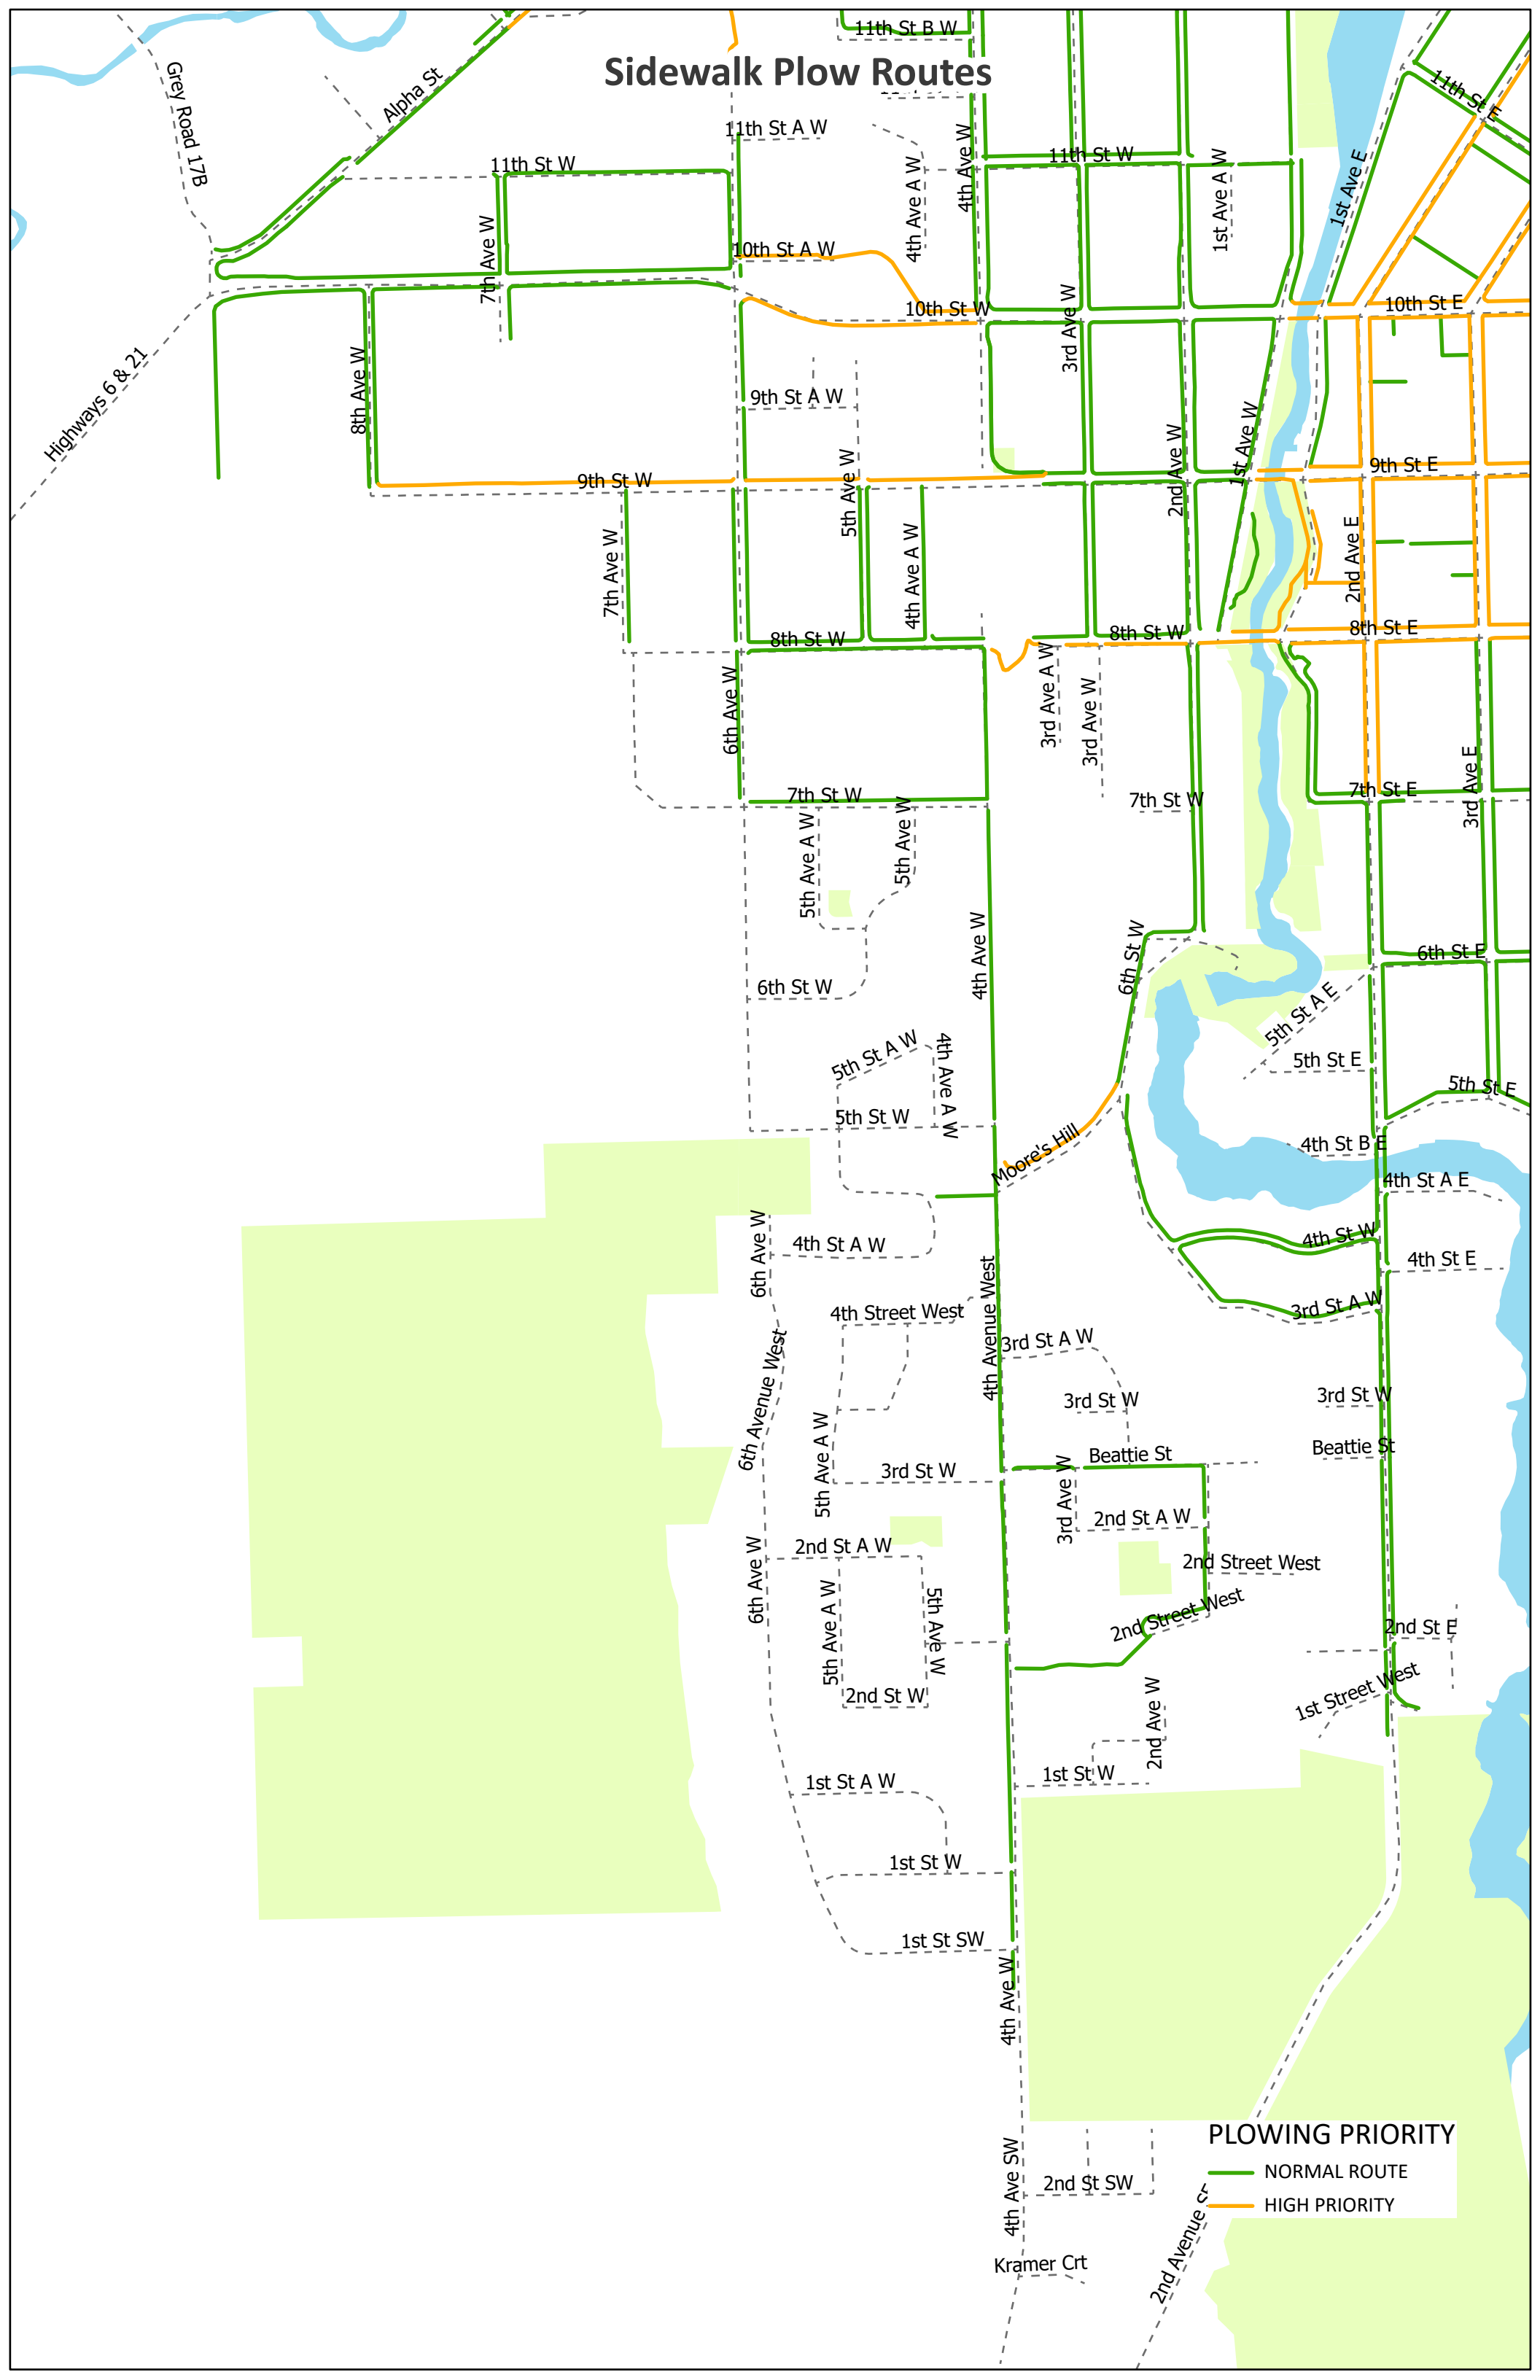 11th St B W
Sidewalk Plow Routes
Grey Road 17B
Alpha St
11th St E
11th St A W
4th Ave W
11th St W
11th St W
4th Ave A W
1st Ave A W
1st Ave E
7th Ave W
10th St A W
10th St W
10th St E
3rd Ave W
Highways 6 & 21
8th Ave W
9th St A W
1st Ave W
2nd Ave W
9th St E
9th St W
5th Ave W
7th Ave W
4th Ave A W
2nd Ave E
8th St W
8th St W
8th St E
6th Ave W
3rd Ave A W
3rd Ave W
3rd Ave E
7th St W
7th St W
7th St E
5th Ave A W
5th Ave W
4th Ave W
6th St W
6th St E
6th St W
5th St A E
5th St A W
4th Ave A W
5th St E
5th St E
5th St W
Moore's Hill
4th St B E
4th St A E
6th Ave W
4th St A W
4th St W
4th St E
4th Street West
4th Avenue West
3rd St A W
3rd St A W
6th Avenue West
3rd St W
3rd St W
5th Ave A W
Beattie St
Beattie St
3rd St W
3rd Ave W
2nd St A W
2nd St A W
6th Ave W
2nd Street West
5th Ave A W
5th Ave W
2nd Street West
2nd St E
2nd St W
2nd Ave W
1st Street West
1st St A W
1st St W
1st St W
1st St SW
4th Ave W
PLOWING PRIORITY
NORMAL ROUTE
HIGH PRIORITY
4th Ave SW
2nd St SW
2nd Avenue
Kramer Crt